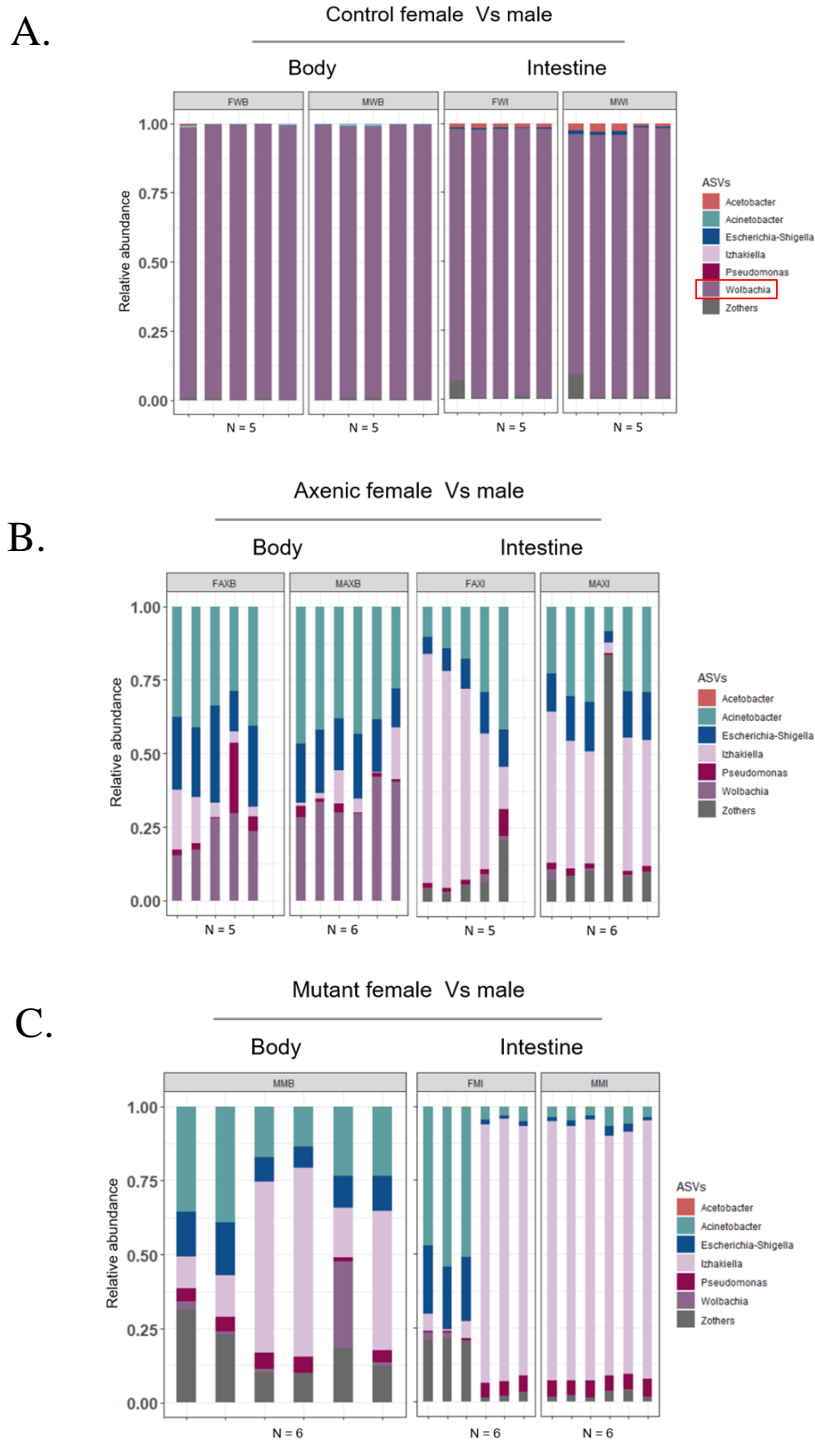 A.
Control female Vs male
Body Intestine
FWB MWB FWI MWI
Relative abundance
1.00
0.75
0.50
0.25
0.00
N = 5 N = 5 N = 5 N = 5
ASVs
Acetobacter
Acinetobacter
Escherichia-Shigella
Izhakiella
Pseudomonas
Wolbachia
Zothers
B.
Axenic female Vs male
Body Intestine
FAXB MAXB FAXI MAXI
Relative abundance
1.00
0.75
0.50
0.25
0.00
N = 5 N = 6 N = 5 N = 6
ASVs
Acetobacter
Acinetobacter
Escherichia-Shigella
Izhakiella
Pseudomonas
Wolbachia
Zothers
C.
Mutant female Vs male
Body Intestine
MMB FMI MMI
Relative abundance
1.00
0.75
0.50
0.25
0.00
N = 6 N = 6 N = 6
ASVs
Acetobacter
Acinetobacter
Escherichia-Shigella
Izhakiella
Pseudomonas
Wolbachia
Zothers